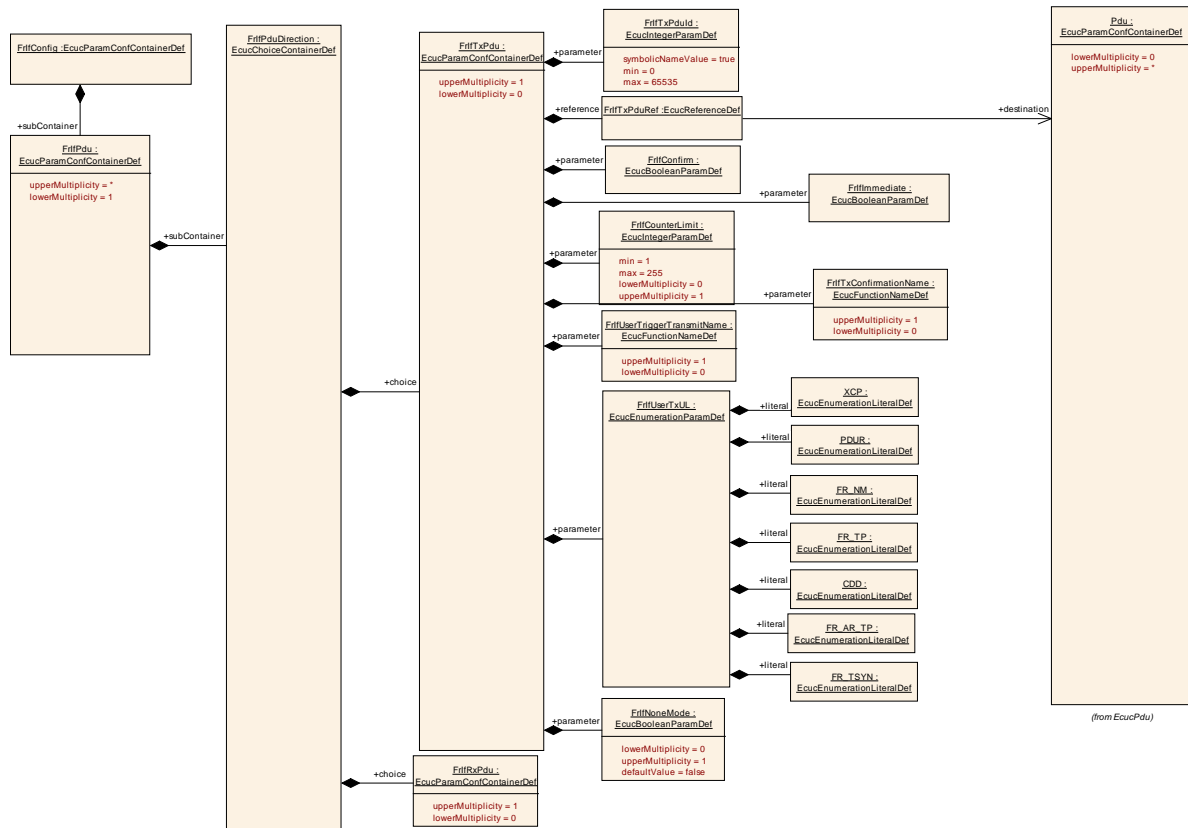 FrIfConfig :EcucParamConfContainerDef
+subContainer
FrIfPdu :
EcucParamConfContainerDef
upperMultiplicity = *
lowerMultiplicity = 1
+subContainer
FrIfPduDirection :
EcucChoiceContainerDef
+choice
FrIfTxPdu :
EcucParamConfContainerDef
upperMultiplicity = 1
lowerMultiplicity = 0
+parameter
FrIfTxPduId :
EcucIntegerParamDef
symbolicNameValue = true
min = 0
max = 65535
+reference
FrIfTxPduRef :EcucReferenceDef
+destination
Pdu :
EcucParamConfContainerDef
lowerMultiplicity = 0
upperMultiplicity = *
(from EcucPdu)
+parameter
FrIfConfirm :
EcucBooleanParamDef
+parameter
FrIfImmediate :
EcucBooleanParamDef
+parameter
FrIfCounterLimit :
EcucIntegerParamDef
min = 1
max = 255
lowerMultiplicity = 0
upperMultiplicity = 1
+parameter
FrIfTxConfirmationName :
EcucFunctionNameDef
upperMultiplicity = 1
lowerMultiplicity = 0
+parameter
FrIfUserTriggerTransmitName :
EcucFunctionNameDef
upperMultiplicity = 1
lowerMultiplicity = 0
+parameter
FrIfUserTxUL :
EcucEnumerationParamDef
+literal
XCP :
EcucEnumerationLiteralDef
+literal
PDUR :
EcucEnumerationLiteralDef
+literal
FR_NM :
EcucEnumerationLiteralDef
+literal
FR_TP :
EcucEnumerationLiteralDef
+literal
CDD :
EcucEnumerationLiteralDef
+literal
FR_AR_TP :
EcucEnumerationLiteralDef
+literal
FR_TSYN :
EcucEnumerationLiteralDef
+parameter
FrIfNoneMode :
EcucBooleanParamDef
lowerMultiplicity = 0
upperMultiplicity = 1
defaultValue = false
+choice
FrIfRxPdu :
EcucParamConfContainerDef
upperMultiplicity = 1
lowerMultiplicity = 0